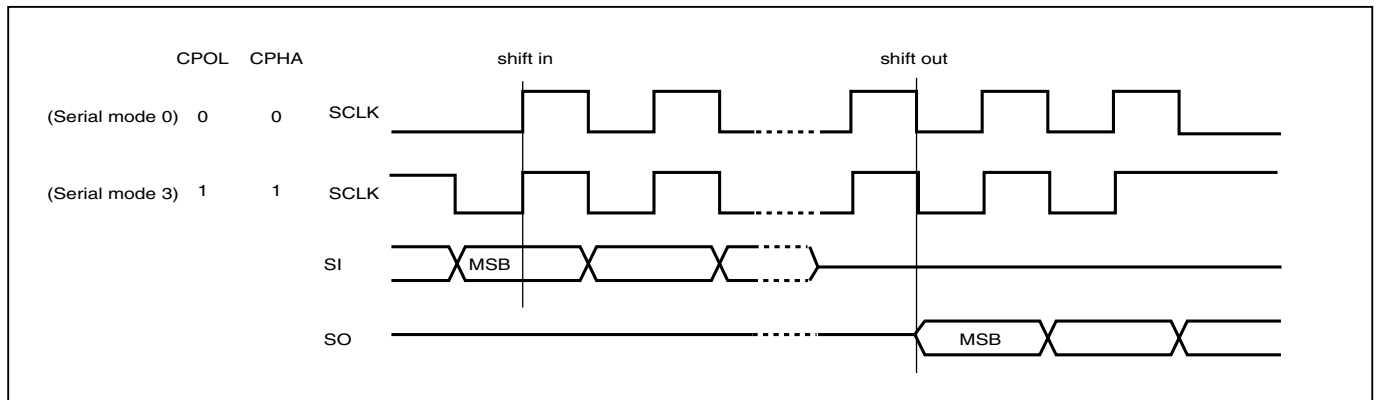 CPOL CPHA shift in shift out
(Serial mode 0) 0 0 SCLK
(Serial mode 3) 1 1 SCLK
SI MSB
SO MSB